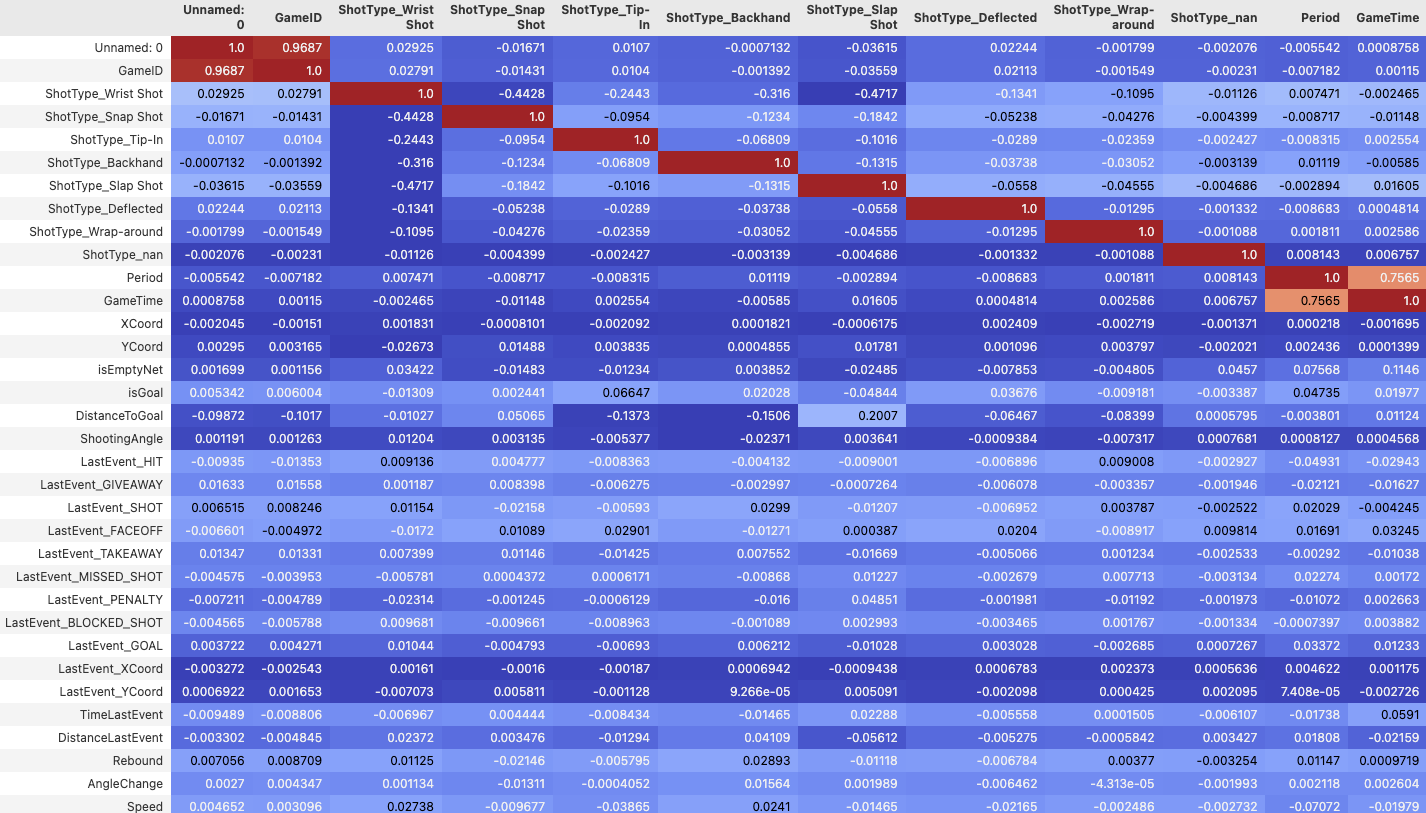 Unnamed: 0 GameID ShotType_Wrist Shot ShotType_Snap Shot ShotType_Tip-In ShotType_Backhand ShotType_Slap Shot ShotType_Deflected ShotType_Wrap-around ShotType_nan Period GameTime
Unnamed: 0 1.0 0.9687 0.02925 -0.01671 0.0107 -0.0007132 -0.03615 0.02244 -0.001799 -0.002076 -0.005542 0.0008758
GameID 0.9687 1.0 0.02791 -0.01431 0.0104 -0.001392 -0.03559 0.02113 -0.001549 -0.00231 -0.007182 0.00115
ShotType_Wrist Shot 0.02925 0.02791 1.0 -0.4428 -0.2443 -0.316 -0.4717 -0.1341 -0.1095 -0.01126 0.007471 -0.002465
ShotType_Snap Shot -0.01671 -0.01431 -0.4428 1.0 -0.0954 -0.1234 -0.1842 -0.05238 -0.04276 -0.004399 -0.008717 -0.01148
ShotType_Tip-In 0.0107 0.0104 -0.2443 -0.0954 1.0 -0.06809 -0.1016 -0.0289 -0.02359 -0.002427 -0.008315 0.002554
ShotType_Backhand -0.0007132 -0.001392 -0.316 -0.1234 -0.06809 1.0 -0.1315 -0.03738 -0.03052 -0.003139 0.01119 -0.00585
ShotType_Slap Shot -0.03615 -0.03559 -0.4717 -0.1842 -0.1016 -0.1315 1.0 -0.0558 -0.04555 -0.004686 -0.002894 0.01605
ShotType_Deflected 0.02244 0.02113 -0.1341 -0.05238 -0.0289 -0.03738 -0.0558 1.0 -0.01295 -0.001332 -0.008683 0.0004814
ShotType_Wrap-around -0.001799 -0.001549 -0.1095 -0.04276 -0.02359 -0.03052 -0.04555 -0.01295 1.0 -0.001088 0.001811 0.002586
ShotType_nan -0.002076 -0.00231 -0.01126 -0.004399 -0.002427 -0.003139 -0.004686 -0.001332 -0.001088 1.0 0.008143 0.006757
Period -0.005542 -0.007182 0.007471 -0.008717 -0.008315 0.01119 -0.002894 -0.008683 0.001811 0.008143 1.0 0.7565
GameTime 0.0008758 0.00115 -0.002465 -0.01148 0.002554 -0.00585 0.01605 0.0004814 0.002586 0.006757 0.7565 1.0
XCoord -0.002045 -0.00151 0.001831 -0.0008101 -0.002092 0.0001821 -0.0006175 0.002409 -0.002719 -0.001371 0.000218 -0.001695
YCoord 0.00295 0.003165 -0.02673 0.01488 0.003835 0.0004855 0.01781 0.001096 0.003797 -0.002021 0.002436 0.0001399
isEmptyNet 0.001699 0.001156 0.03422 -0.01483 -0.01234 0.003852 -0.02485 -0.007853 -0.004805 0.0457 0.07568 0.1146
isGoal 0.005342 0.006004 -0.01309 0.002441 0.06647 0.02028 -0.04844 0.03676 -0.009181 -0.003387 0.04735 0.01977
DistanceToGoal -0.09872 -0.1017 -0.01027 0.05065 -0.1373 -0.1506 0.2007 -0.06467 -0.08399 0.0005795 -0.003801 0.01124
ShootingAngle 0.001191 0.001263 0.01204 0.003135 -0.005377 -0.02371 0.003641 -0.0009384 -0.007317 0.0007681 0.0008127 0.0004568
LastEvent_HIT -0.00935 -0.01353 0.009136 0.004777 -0.008363 -0.004132 -0.009001 -0.006896 0.009008 -0.002927 -0.04931 -0.02943
LastEvent_GIVEAWAY 0.01633 0.01558 0.001187 0.008398 -0.006275 -0.002997 -0.0007264 -0.006078 -0.003357 -0.001946 -0.02121 -0.01627
LastEvent_SHOT 0.006515 0.008246 0.01154 -0.02158 -0.00593 0.0299 -0.01207 -0.006952 0.003787 -0.002522 0.02029 -0.004245
LastEvent_FACEOFF -0.006601 -0.004972 -0.0172 0.01089 0.02901 -0.01271 0.000387 0.0204 -0.008917 0.009814 0.01691 0.03245
LastEvent_TAKEAWAY 0.01347 0.01331 0.007399 0.01146 -0.01425 0.007552 -0.01669 -0.005066 0.001234 -0.002533 -0.00292 -0.01038
LastEvent_MISSED_SHOT -0.004575 -0.003953 -0.005781 0.0004372 0.0006171 -0.00868 0.01227 -0.002679 0.007713 -0.003134 0.02274 0.00172
LastEvent_PENALTY -0.007211 -0.004789 -0.02314 -0.001245 -0.0006129 -0.016 0.04851 -0.001981 -0.01192 -0.001973 -0.01072 0.002663
LastEvent_BLOCKED_SHOT -0.004565 -0.005788 0.009681 -0.009661 -0.008963 -0.001089 0.002993 -0.003465 0.001767 -0.001334 -0.0007397 0.003882
LastEvent_GOAL 0.003722 0.004271 0.01044 -0.004793 -0.00693 0.006212 -0.01028 0.003028 -0.002685 0.0007267 0.03372 0.01233
LastEvent_XCoord -0.003272 -0.002543 0.00161 -0.0016 -0.00187 0.0006942 -0.0009438 0.0006783 0.002373 0.0005636 0.004622 0.001175
LastEvent_YCoord 0.0006922 0.001653 -0.007073 0.005811 -0.001128 9.266e-05 0.005091 -0.002098 0.000425 0.002095 7.408e-05 -0.002726
TimeLastEvent -0.009489 -0.008806 -0.006967 0.004444 -0.008434 -0.01465 0.02288 -0.005558 0.0001505 -0.006107 -0.01738 0.0591
DistanceLastEvent -0.003302 -0.004845 0.02372 0.003476 -0.01294 0.04109 -0.05612 -0.005275 -0.0005842 0.003427 0.01808 -0.02159
Rebound 0.007056 0.008709 0.01125 -0.02146 -0.005795 0.02893 -0.01118 -0.006784 0.00377 -0.003254 0.01147 0.0009719
AngleChange 0.0027 0.004347 0.001134 -0.01311 -0.0004052 0.01564 0.001989 -0.006462 -4.313e-05 -0.001993 0.002118 0.002604
Speed 0.004652 0.003096 0.02738 -0.009677 -0.03865 0.0241 -0.01465 -0.02165 -0.002486 -0.002732 -0.07072 -0.01979